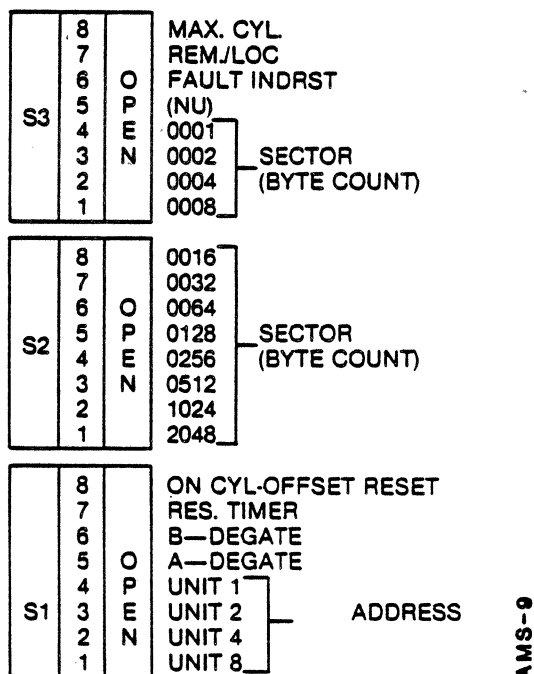 8 MAX. CYL.
7 REM./LOC
6 O FAULT INDRST
5 P (NU)
S3
4 E 0001
3 N 0002 SECTOR
2 0004 (BYTE COUNT)
1 0008
8 0016
7 0032
6 O 0064
5 P 0128 SECTOR
S2
4 E 0256 (BYTE COUNT)
3 N 0512
2 1024
1 2048
8 ON CYL-OFFSET RESET
7 RES. TIMER
6 B—DEGATE
5 O A—DEGATE
4 P UNIT 1
S1 3 E UNIT 2 ADDRESS
2 N UNIT 4
1 UNIT 8
AMS-9